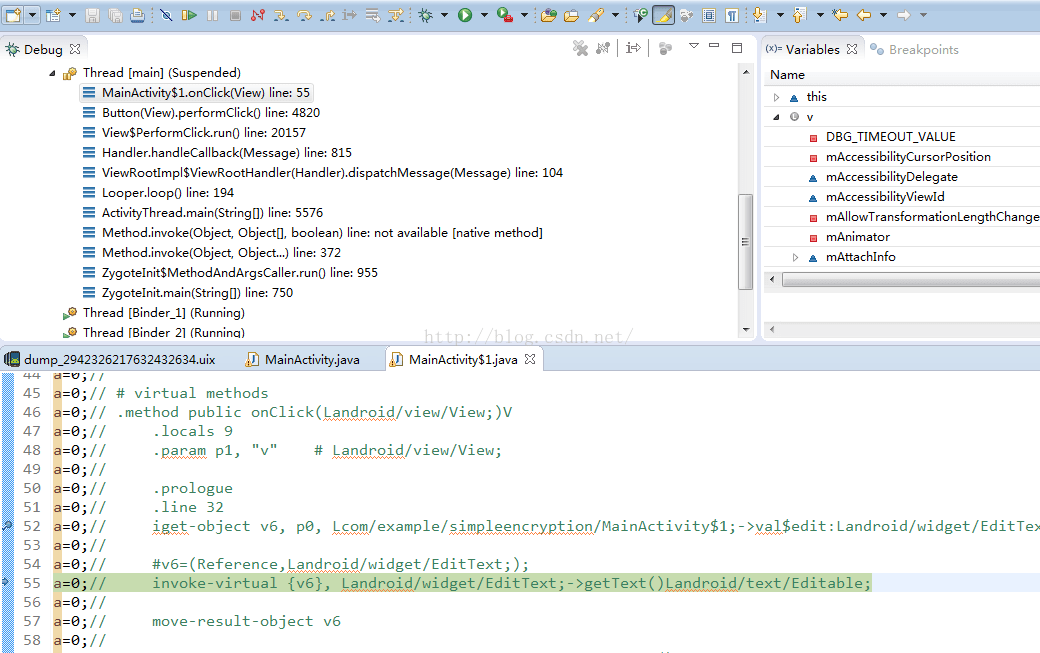 Debug
Thread [main] (Suspended)
MainActivity$1.onClick(View) line: 55
Button(View).performClick() line: 4820
View$PerformClick.run() line: 20157
Handler.handleCallback(Message) line: 815
ViewRootImpl$ViewRootHandler(Handler).dispatchMessage(Message) line: 104
Looper.loop() line: 194
ActivityThread.main(String[]) line: 5576
Method.invoke(Object, Object[], boolean) line: not available [native method]
Method.invoke(Object, Object...) line: 372
ZygoteInit$MethodAndArgsCaller.run() line: 955
ZygoteInit.main(String[]) line: 750
Thread [Binder_1] (Running)
Thread [Binder 2] (Running)
(x)= Variables
Breakpoints
Name
this
v
DBG_TIMEOUT_VALUE
mAccessibilityCursorPosition
mAccessibilityDelegate
mAccessibilityViewId
mAllowTransformationLengthChange
mAnimator
mAttachInfo
http://blog.csdn.net/
dump_2942326217632432634.uix
MainActivity.java
MainActivity$1.java
44 a=0;//
45 a=0;// # virtual methods
46 a=0;// .method public onClick(Landroid/view/View;)V
47 a=0;//     .locals 9
48 a=0;//     .param p1, "v"    # Landroid/view/View;
49 a=0;//
50 a=0;//     .prologue
51 a=0;//     .line 32
52 a=0;//     iget-object v6, p0, Lcom/example/simpleencryption/MainActivity$1;->val$edit:Landroid/widget/EditTex
53 a=0;//
54 a=0;//     #v6=(Reference,Landroid/widget/EditText;);
55 a=0;//     invoke-virtual {v6}, Landroid/widget/EditText;->getText()Landroid/text/Editable;
56 a=0;//
57 a=0;//     move-result-object v6
58 a=0;//